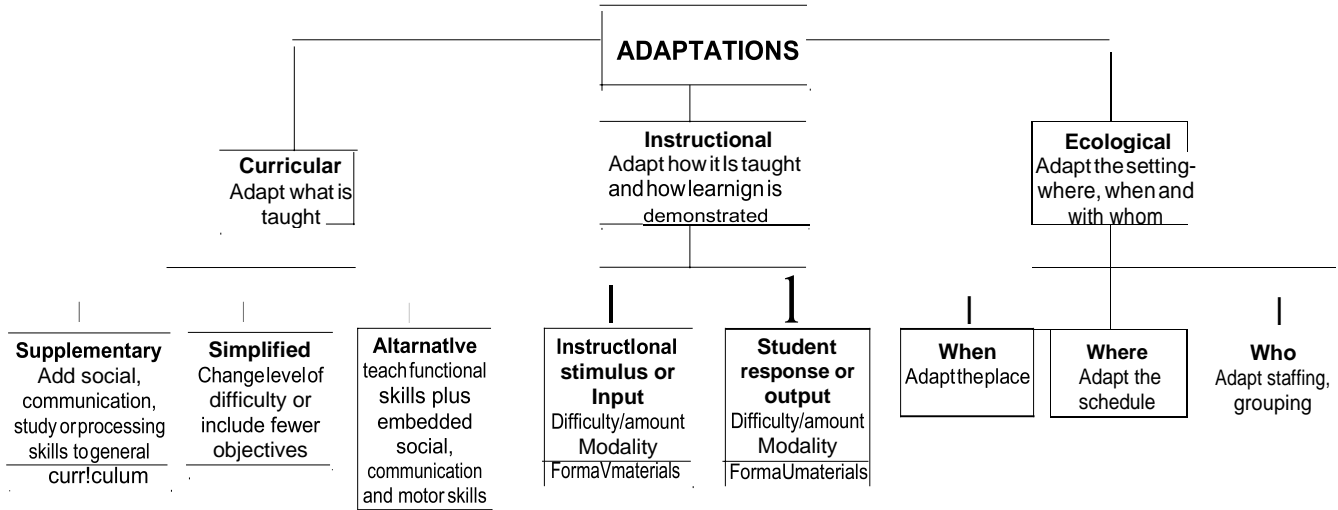 ADAPTATIONS
Curricular
Adapt what is
taught
Instructional
Adapt how it Is taught
and how learnign is
demonstrated
Ecological
Adapt the setting-
where, when and
with whom
Supplementary
Add social,
communication,
study or processing
skills to general
curr!culum
Simplified
Change level of
difficulty or
include fewer
objectives
AltarnatIve
teach functional
skills plus
embedded
social,
communication
and motor skills
InstructIonal
stimulus or
Input
Difficulty/amount
Modality
FormaVmaterials
Student
response or
output
Difficulty/amount
Modality
FormaUmaterials
When
Adapt the place
Where
Adapt the
schedule
Who
Adapt staffing,
grouping